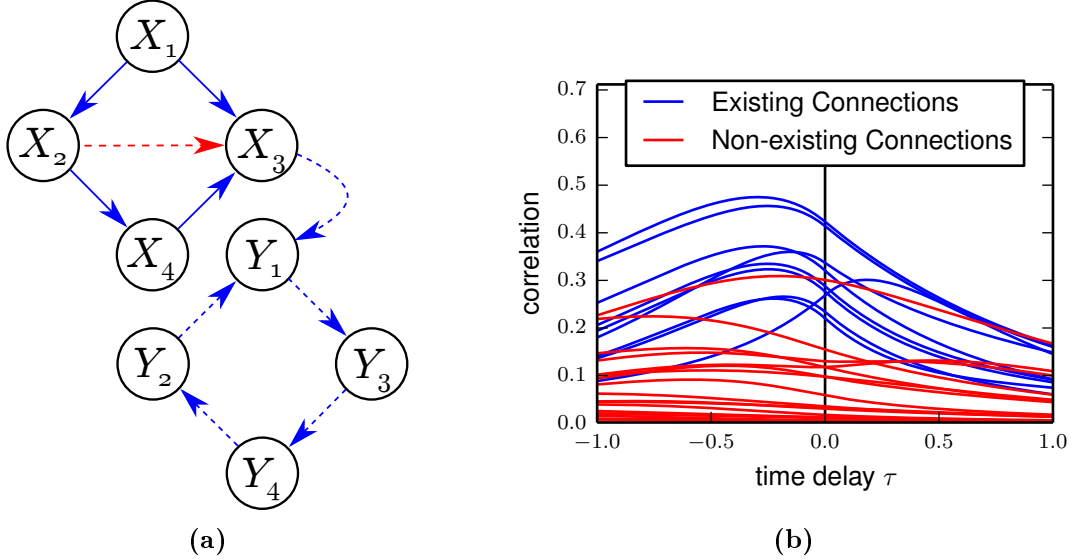 X₁
X₂
X₃
X₄
Y₁
Y₂
Y₃
Y₄
(a)
Existing Connections
Non-existing Connections
0.7
0.6
0.5
0.4
0.3
0.2
0.1
0.0
correlation
−1.0 −0.5 0.0 0.5 1.0
time delay τ
(b)